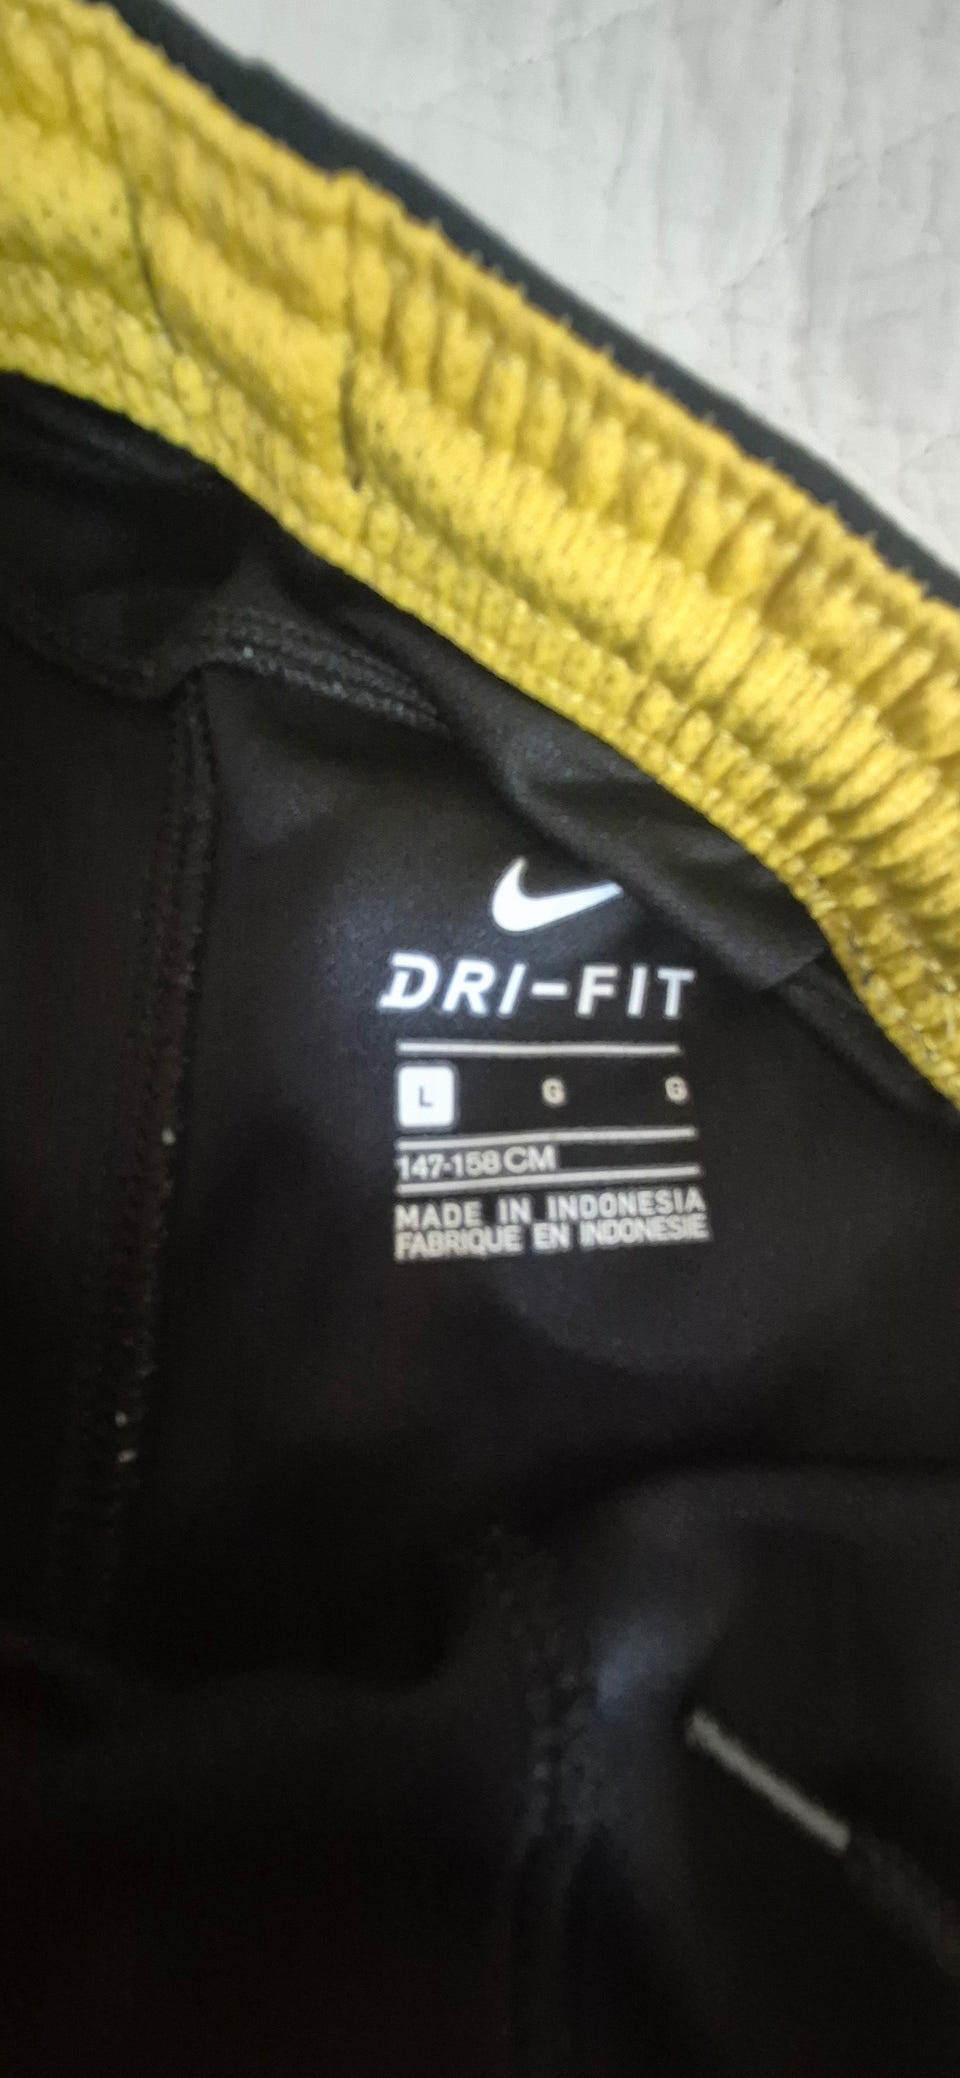 DRI-FIT
L G G
147-158 CM
MADE IN INDONESIA
FABRIQUE EN INDONESIE